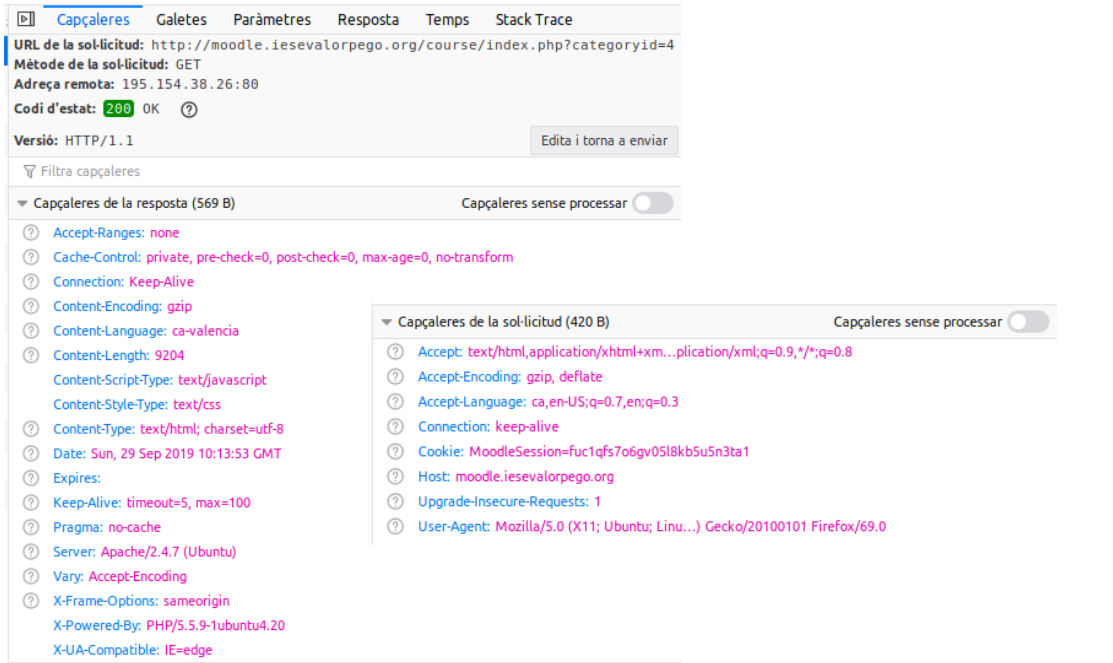 Capçaleres Galetes Paràmetres Resposta Temps Stack Trace
URL de la sol·licitud: http://moodle.iesevalorpego.org/course/index.php?categoryid=4
Mètode de la sol·licitud: GET
Adreça remota: 195.154.38.26:80
Codi d'estat: 200 OK
Versió: HTTP/1.1
Edita i torna a enviar
Filtra capçaleres
Capçaleres de la resposta (569 B) Capçaleres sense processar
Accept-Ranges: none
Cache-Control: private, pre-check=0, post-check=0, max-age=0, no-transform
Connection: Keep-Alive
Content-Encoding: gzip
Content-Language: ca-valencia
Content-Length: 9204
Content-Script-Type: text/javascript
Content-Style-Type: text/css
Content-Type: text/html; charset=utf-8
Date: Sun, 29 Sep 2019 10:13:53 GMT
Expires:
Keep-Alive: timeout=5, max=100
Pragma: no-cache
Server: Apache/2.4.7 (Ubuntu)
Vary: Accept-Encoding
X-Frame-Options: sameorigin
X-Powered-By: PHP/5.5.9-1ubuntu4.20
X-UA-Compatible: IE=edge
Capçaleres de la sol·licitud (420 B) Capçaleres sense processar
Accept: text/html,application/xhtml+xm…plication/xml;q=0.9,*/*;q=0.8
Accept-Encoding: gzip, deflate
Accept-Language: ca,en-US;q=0.7,en;q=0.3
Connection: keep-alive
Cookie: MoodleSession=fuc1qfs7o6gv05l8kb5u5n3ta1
Host: moodle.iesevalorpego.org
Upgrade-Insecure-Requests: 1
User-Agent: Mozilla/5.0 (X11; Ubuntu; Linu…) Gecko/20100101 Firefox/69.0